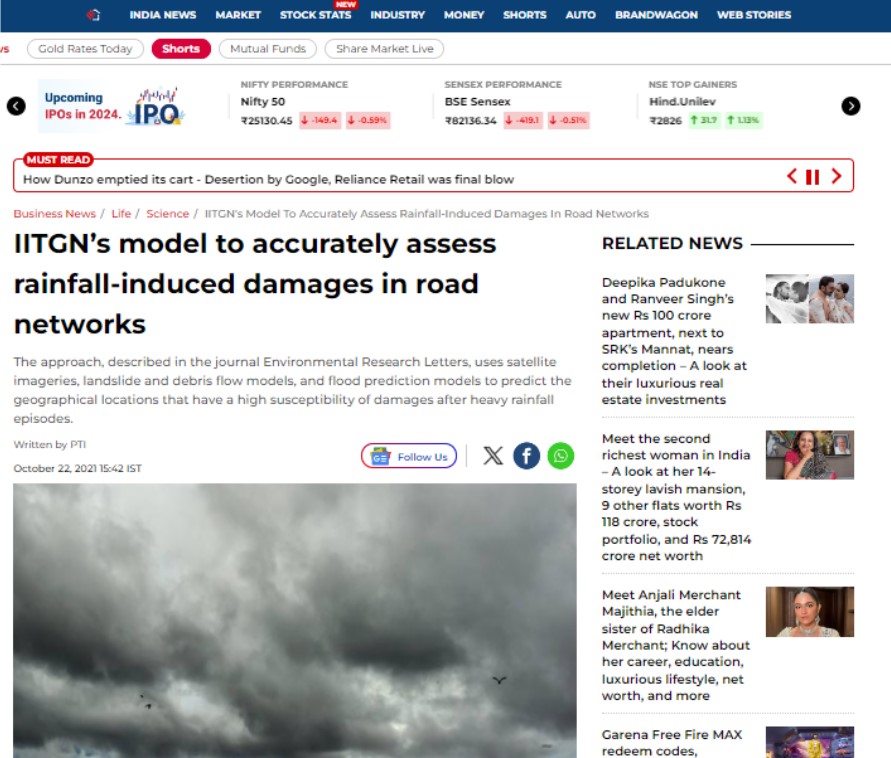 INDIA NEWS MARKET STOCK STATS NEW INDUSTRY MONEY SHORTS AUTO BRANDWAGON WEB STORIES
Gold Rates Today Shorts Mutual Funds Share Market Live
Upcoming
IPOs in 2024.
IPO
NIFTY PERFORMANCE
Nifty 50
₹25130.45 -149.4 -0.59%
SENSEX PERFORMANCE
BSE Sensex
₹82136.34 -419.1 -0.51%
NSE TOP GAINERS
Hind.Unilev
₹2826 31.7 1.13%
MUST READ
How Dunzo emptied its cart - Desertion by Google, Reliance Retail was final blow
Business News / Life / Science / IITGN's Model To Accurately Assess Rainfall-Induced Damages In Road Networks
IITGN’s model to accurately assess
rainfall-induced damages in road
networks
The approach, described in the journal Environmental Research Letters, uses satellite
imageries, landslide and debris flow models, and flood prediction models to predict the
geographical locations that have a high susceptibility of damages after heavy rainfall
episodes.
Written by PTI
October 22, 2021 15:42 IST
GE Follow Us
RELATED NEWS
Deepika Padukone
and Ranveer Singh’s
new Rs 100 crore
apartment, next to
SRK’s Mannat, nears
completion – A look at
their luxurious real
estate investments
Meet the second
richest woman in India
– A look at her 14-
storey lavish mansion,
9 other flats worth Rs
118 crore, stock
portfolio, and Rs 72,814
crore net worth
Meet Anjali Merchant
Majithia, the elder
sister of Radhika
Merchant; Know about
her career, education,
luxurious lifestyle, net
worth, and more
Garena Free Fire MAX
redeem codes,